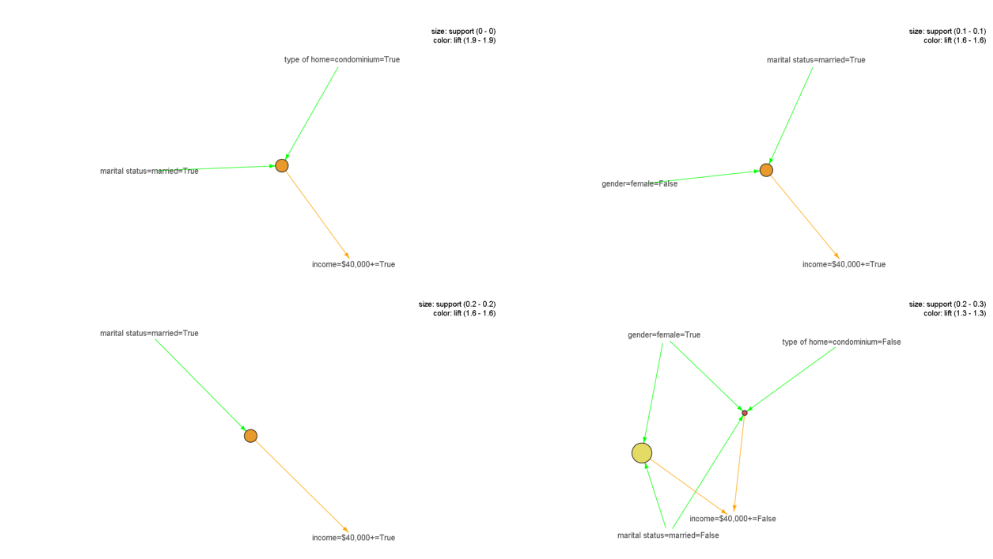 size: support (0 - 0)
color: lift (1.9 - 1.9)
type of home=condominium=True
marital status=married=True
income=$40,000+=True
size: support (0.1 - 0.1)
color: lift (1.6 - 1.6)
marital status=married=True
gender=female=False
income=$40,000+=True
size: support (0.2 - 0.2)
color: lift (1.6 - 1.6)
marital status=married=True
income=$40,000+=True
size: support (0.2 - 0.3)
color: lift (1.3 - 1.3)
gender=female=True
type of home=condominium=False
income=$40,000+=False
marital status=married=False